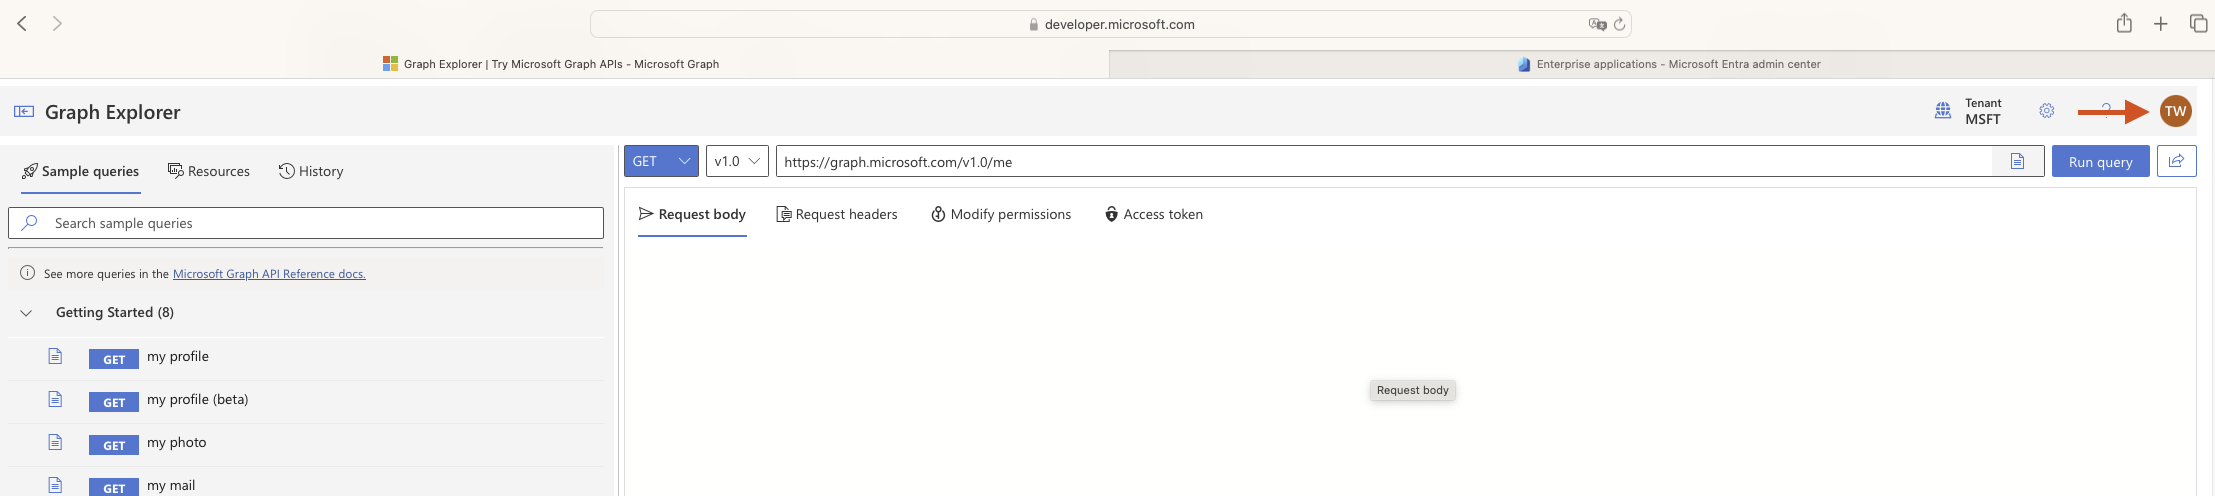 developer.microsoft.com
Graph Explorer | Try Microsoft Graph APIs - Microsoft Graph
Enterprise applications - Microsoft Entra admin center
Graph Explorer
Tenant
MSFT
?
TW
Sample queries
Resources
History
GET
v1.0
https://graph.microsoft.com/v1.0/me
Run query
Search sample queries
Request body
Request headers
Modify permissions
Access token
See more queries in the Microsoft Graph API Reference docs.
Getting Started (8)
GET my profile
GET my profile (beta)
Request body
GET my photo
GET my mail